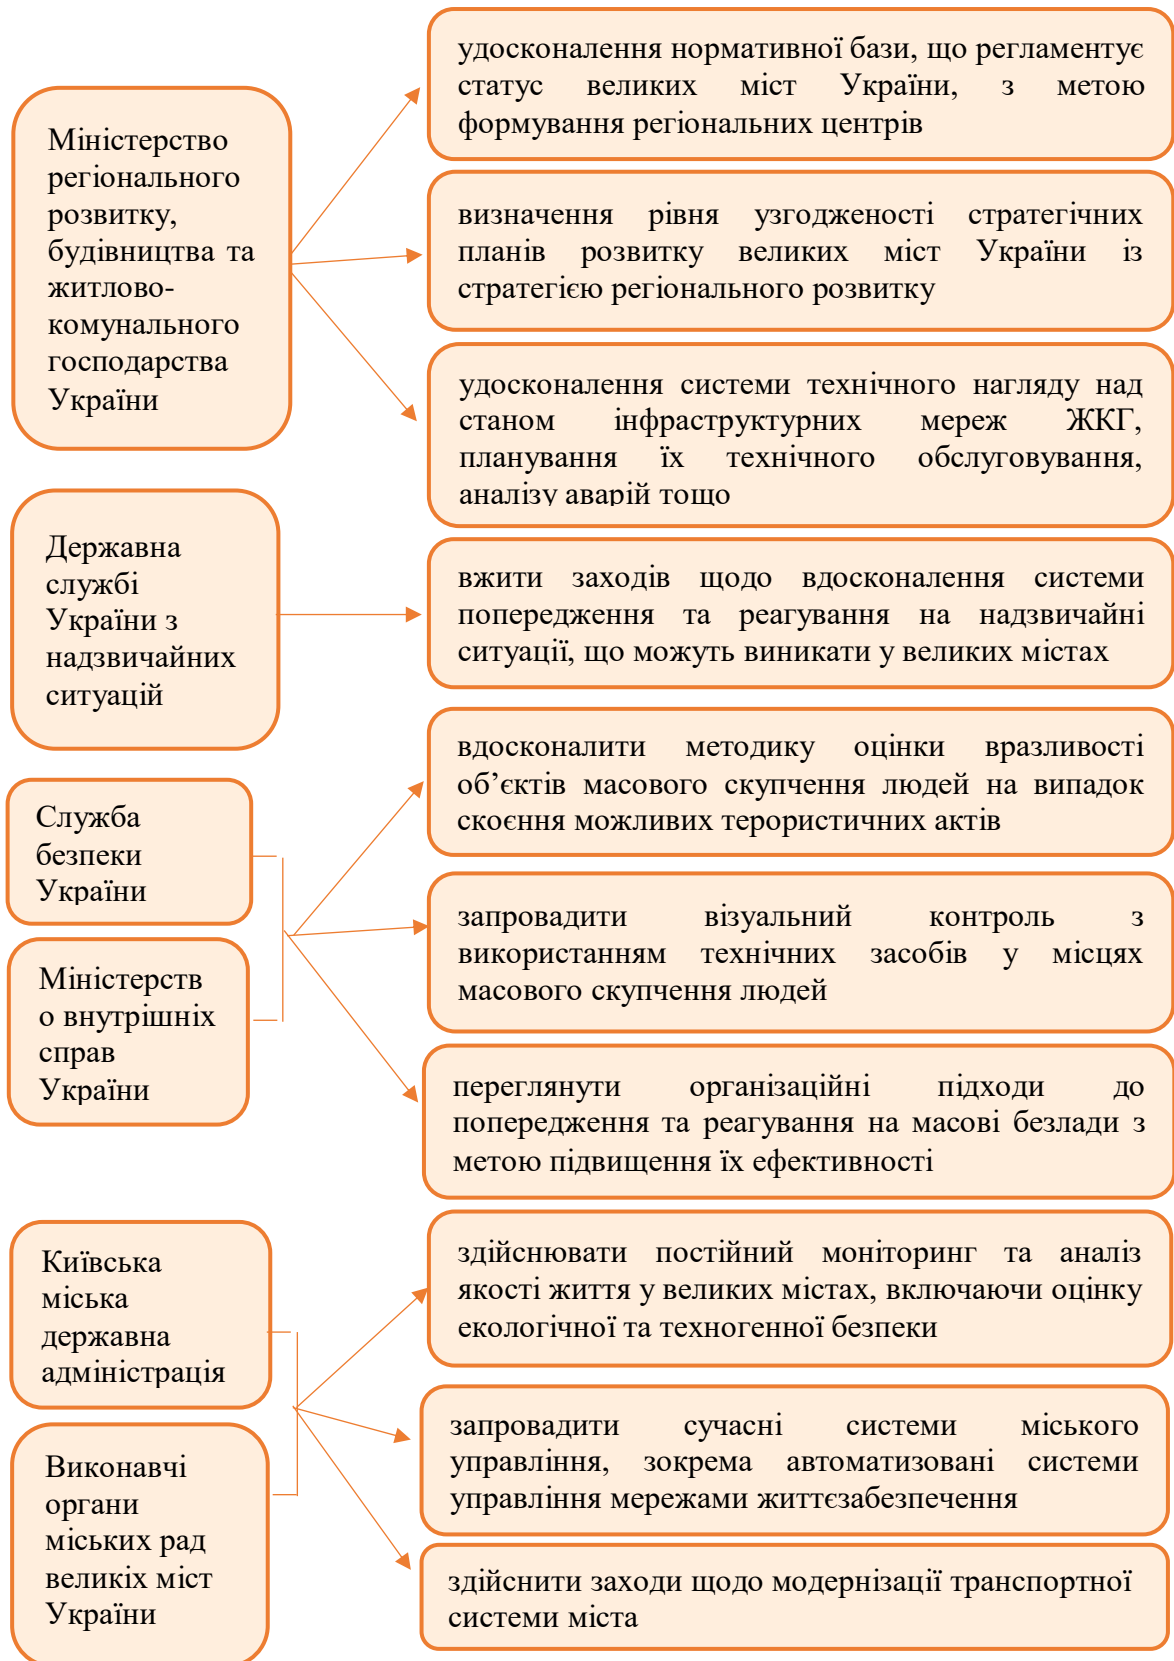 Міністерство
регіонального
розвитку,
будівництва та
житлово-
комунального
господарства
України
удосконалення нормативної бази, що регламентує
статус великих міст України, з метою
формування регіональних центрів
визначення рівня узгодженості стратегічних
планів розвитку великих міст України із
стратегією регіонального розвитку
удосконалення системи технічного нагляду над
станом інфраструктурних мереж ЖКГ,
планування їх технічного обслуговування,
аналізу аварій тощо
Державна
службі
України з
надзвичайних
ситуацій
вжити заходів щодо вдосконалення системи
попередження та реагування на надзвичайні
ситуації, що можуть виникати у великих містах
Служба
безпеки
України
Міністерств
о внутрішніх
справ
України
вдосконалити методику оцінки вразливості
об’єктів масового скупчення людей на випадок
скоєння можливих терористичних актів
запровадити візуальний контроль з
використанням технічних засобів у місцях
масового скупчення людей
переглянути організаційні підходи до
попередження та реагування на масові безлади з
метою підвищення їх ефективності
Київська
міська
державна
адміністрація
Виконавчі
органи
міських рад
великіх міст
України
здійснювати постійний моніторинг та аналіз
якості життя у великих містах, включаючи оцінку
екологічної та техногенної безпеки
запровадити сучасні системи міського
управління, зокрема автоматизовані системи
управління мережами життєзабезпечення
здійснити заходи щодо модернізації транспортної
системи міста